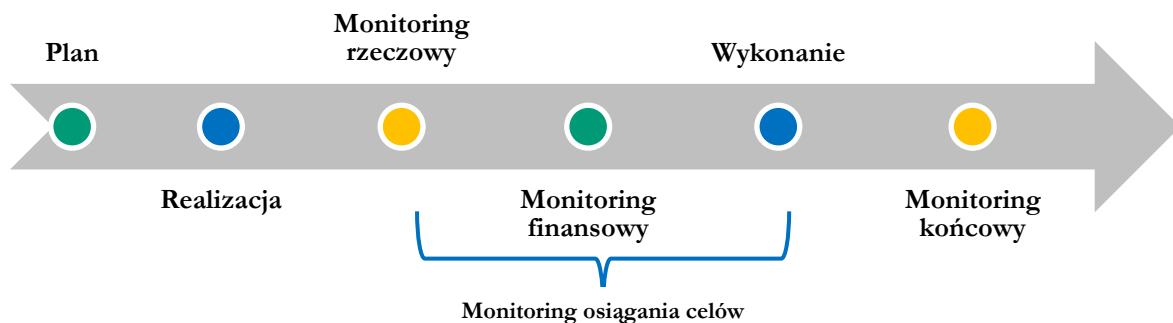 Plan
Monitoring
rzeczowy
Wykonanie
Realizacja
Monitoring
finansowy
Monitoring
końcowy
Monitoring osiągania celów